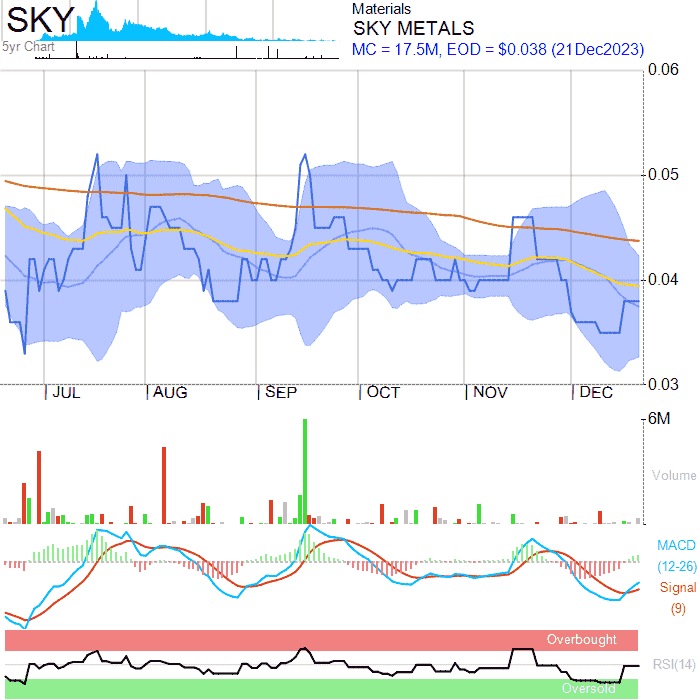 SKY
5yr Chart
Materials
SKY METALS
MC = 17.5M, EOD = $0.038 (21Dec2023)
0.06
0.05
0.04
0.03
JUL
AUG
SEP
OCT
NOV
DEC
6M
Volume
MACD
(12-26)
Signal
(9)
Overbought
RSI(14)
Oversold